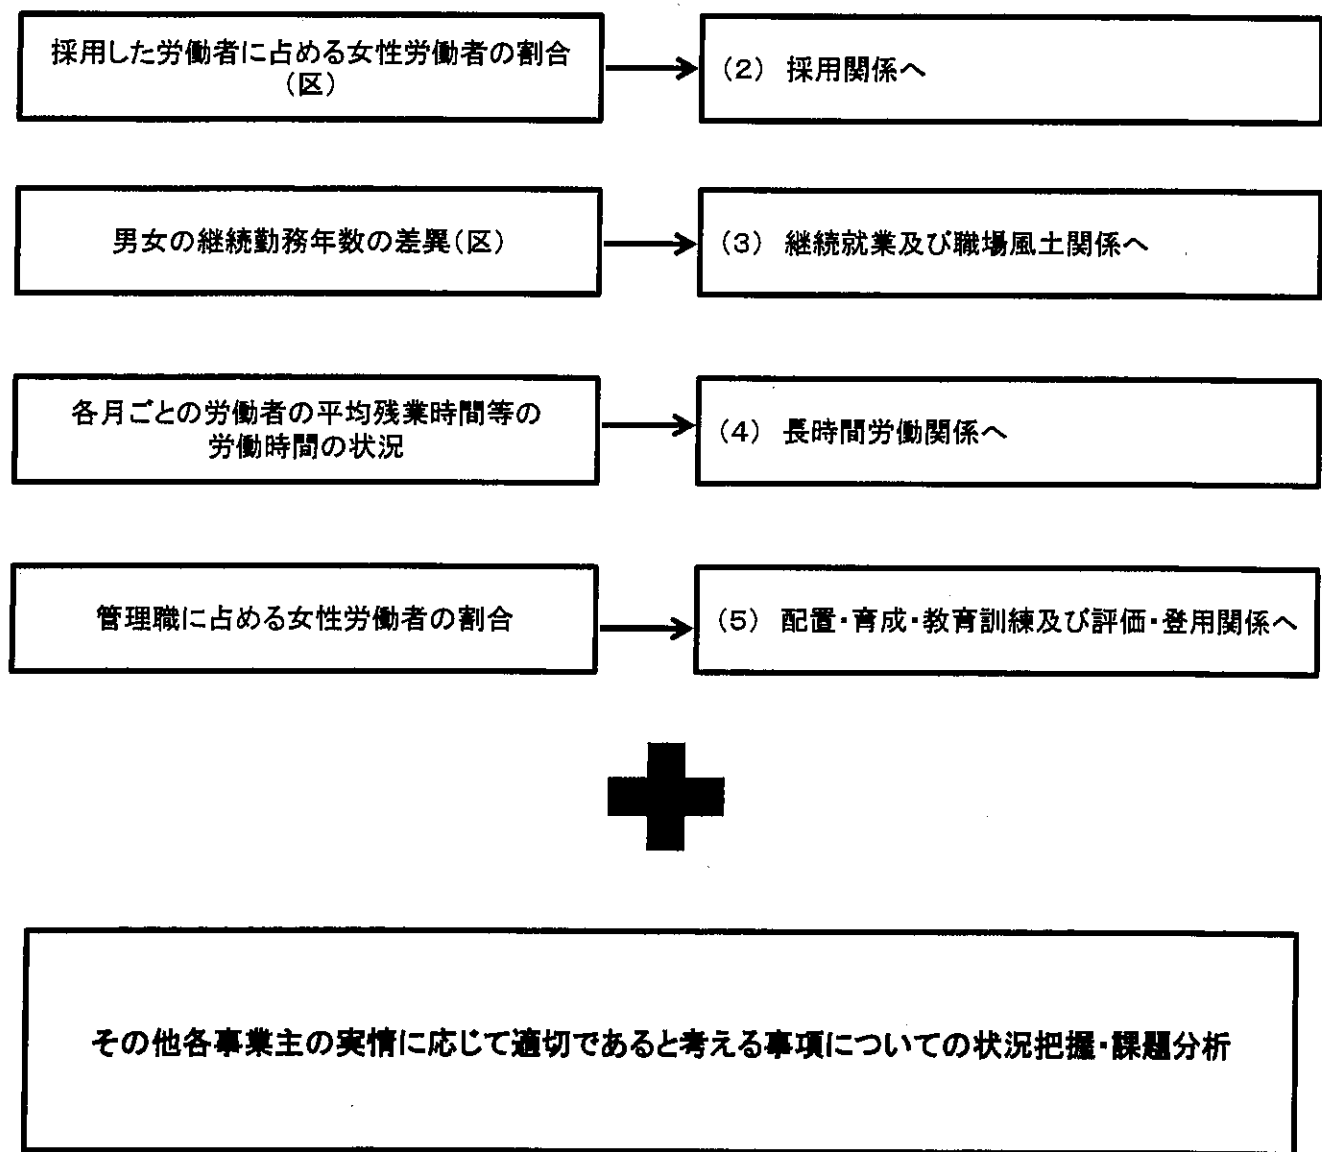 採用した労働者に占める女性労働者の割合
(区)
(2) 採用関係へ
男女の継続勤務年数の差異(区)
(3) 継続就業及び職場風土関係へ
各月ごとの労働者の平均残業時間等の
労働時間の状況
(4) 長時間労働関係へ
管理職に占める女性労働者の割合
(5) 配置・育成・教育訓練及び評価・登用関係へ
その他各事業主の実情に応じて適切であると考える事項についての状況把握・課題分析